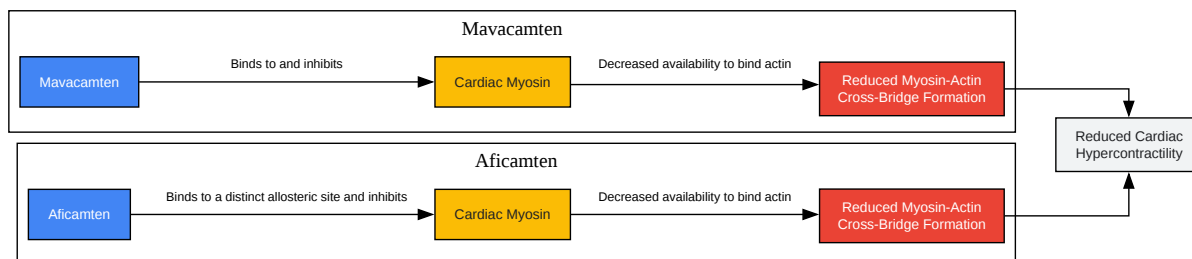 Mavacamten
Mavacamten
Binds to and inhibits
Cardiac Myosin
Decreased availability to bind actin
Reduced Myosin-Actin
Cross-Bridge Formation
Reduced Cardiac
Hypercontractility
Aficamten
Aficamten
Binds to a distinct allosteric site and inhibits
Cardiac Myosin
Decreased availability to bind actin
Reduced Myosin-Actin
Cross-Bridge Formation